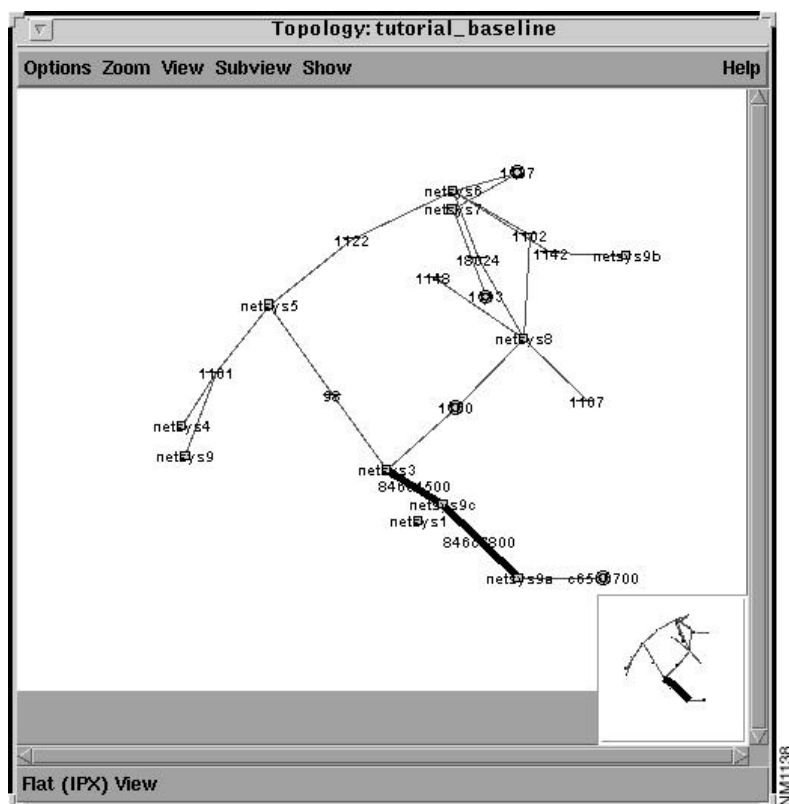 Topology: tutorial_baseline
Options Zoom View Subview Show Help
netsys6
netsys7
1122
1102
1142
netsys9b
1148
netsys5
netsys8
1101
98
1107
netsys4
netsys9
netsys3
netsys9c
netsys1
netsys9a
Flat (IPX) View
NM1138